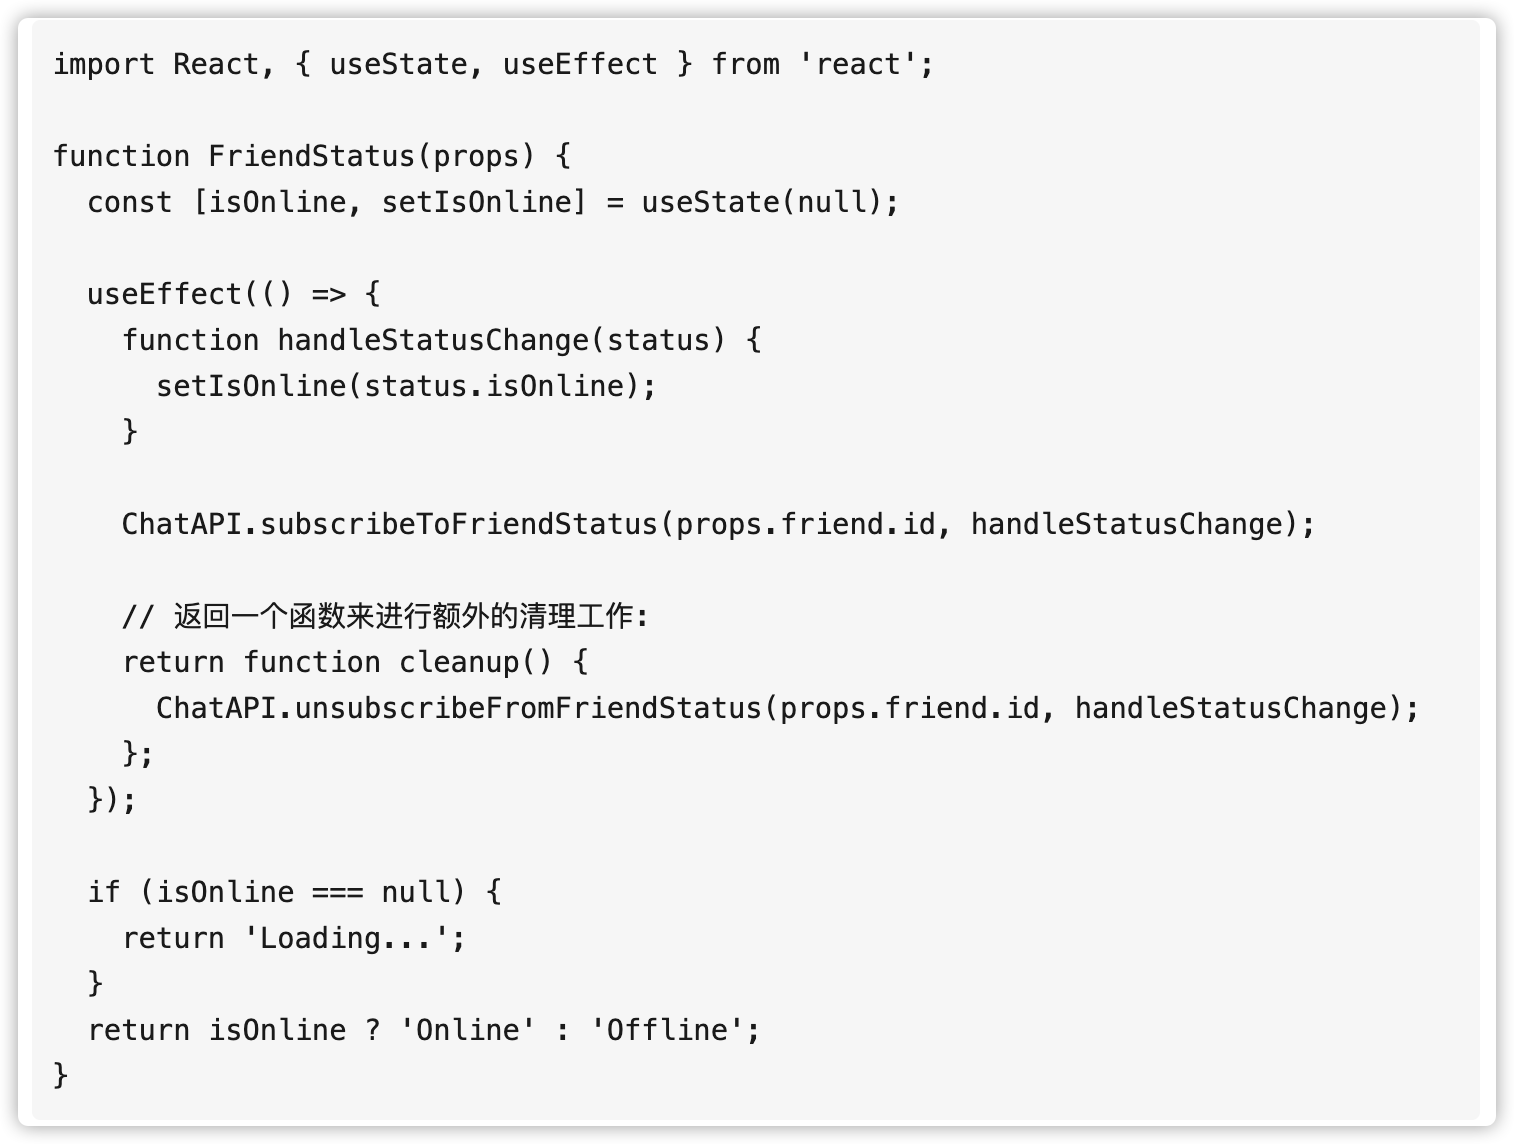 import React, { useState, useEffect } from 'react';
function FriendStatus(props) {
  const [isOnline, setIsOnline] = useState(null);
  useEffect(() => {
    function handleStatusChange(status) {
      setIsOnline(status.isOnline);
    }
    ChatAPI.subscribeToFriendStatus(props.friend.id, handleStatusChange);
    // 返回一个函数来进行额外的清理工作:
    return function cleanup() {
      ChatAPI.unsubscribeFromFriendStatus(props.friend.id, handleStatusChange);
    };
  });
  if (isOnline === null) {
    return 'Loading...';
  }
  return isOnline ? 'Online' : 'Offline';
}